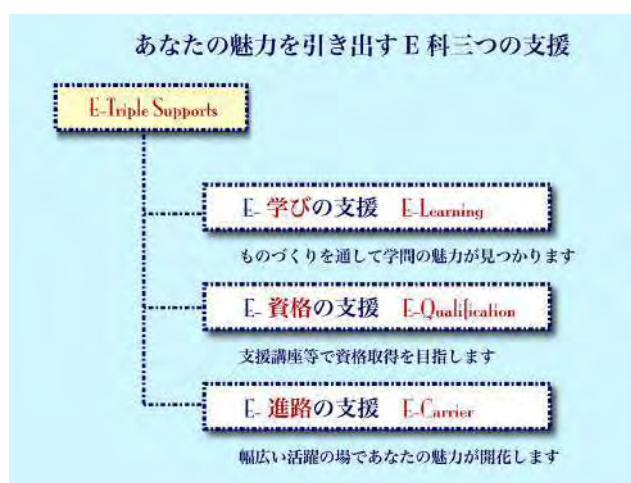 あなたの魅力を引き出すE科三つの支援
E-Triple Supports
E- 学びの支援 E-Learning
ものづくりを通して学問の魅力が見つかります
E- 資格の支援 E-Qualification
支援講座等で資格取得を目指します
E- 進路の支援 E-Carrier
幅広い活躍の場であなたの魅力が開花します